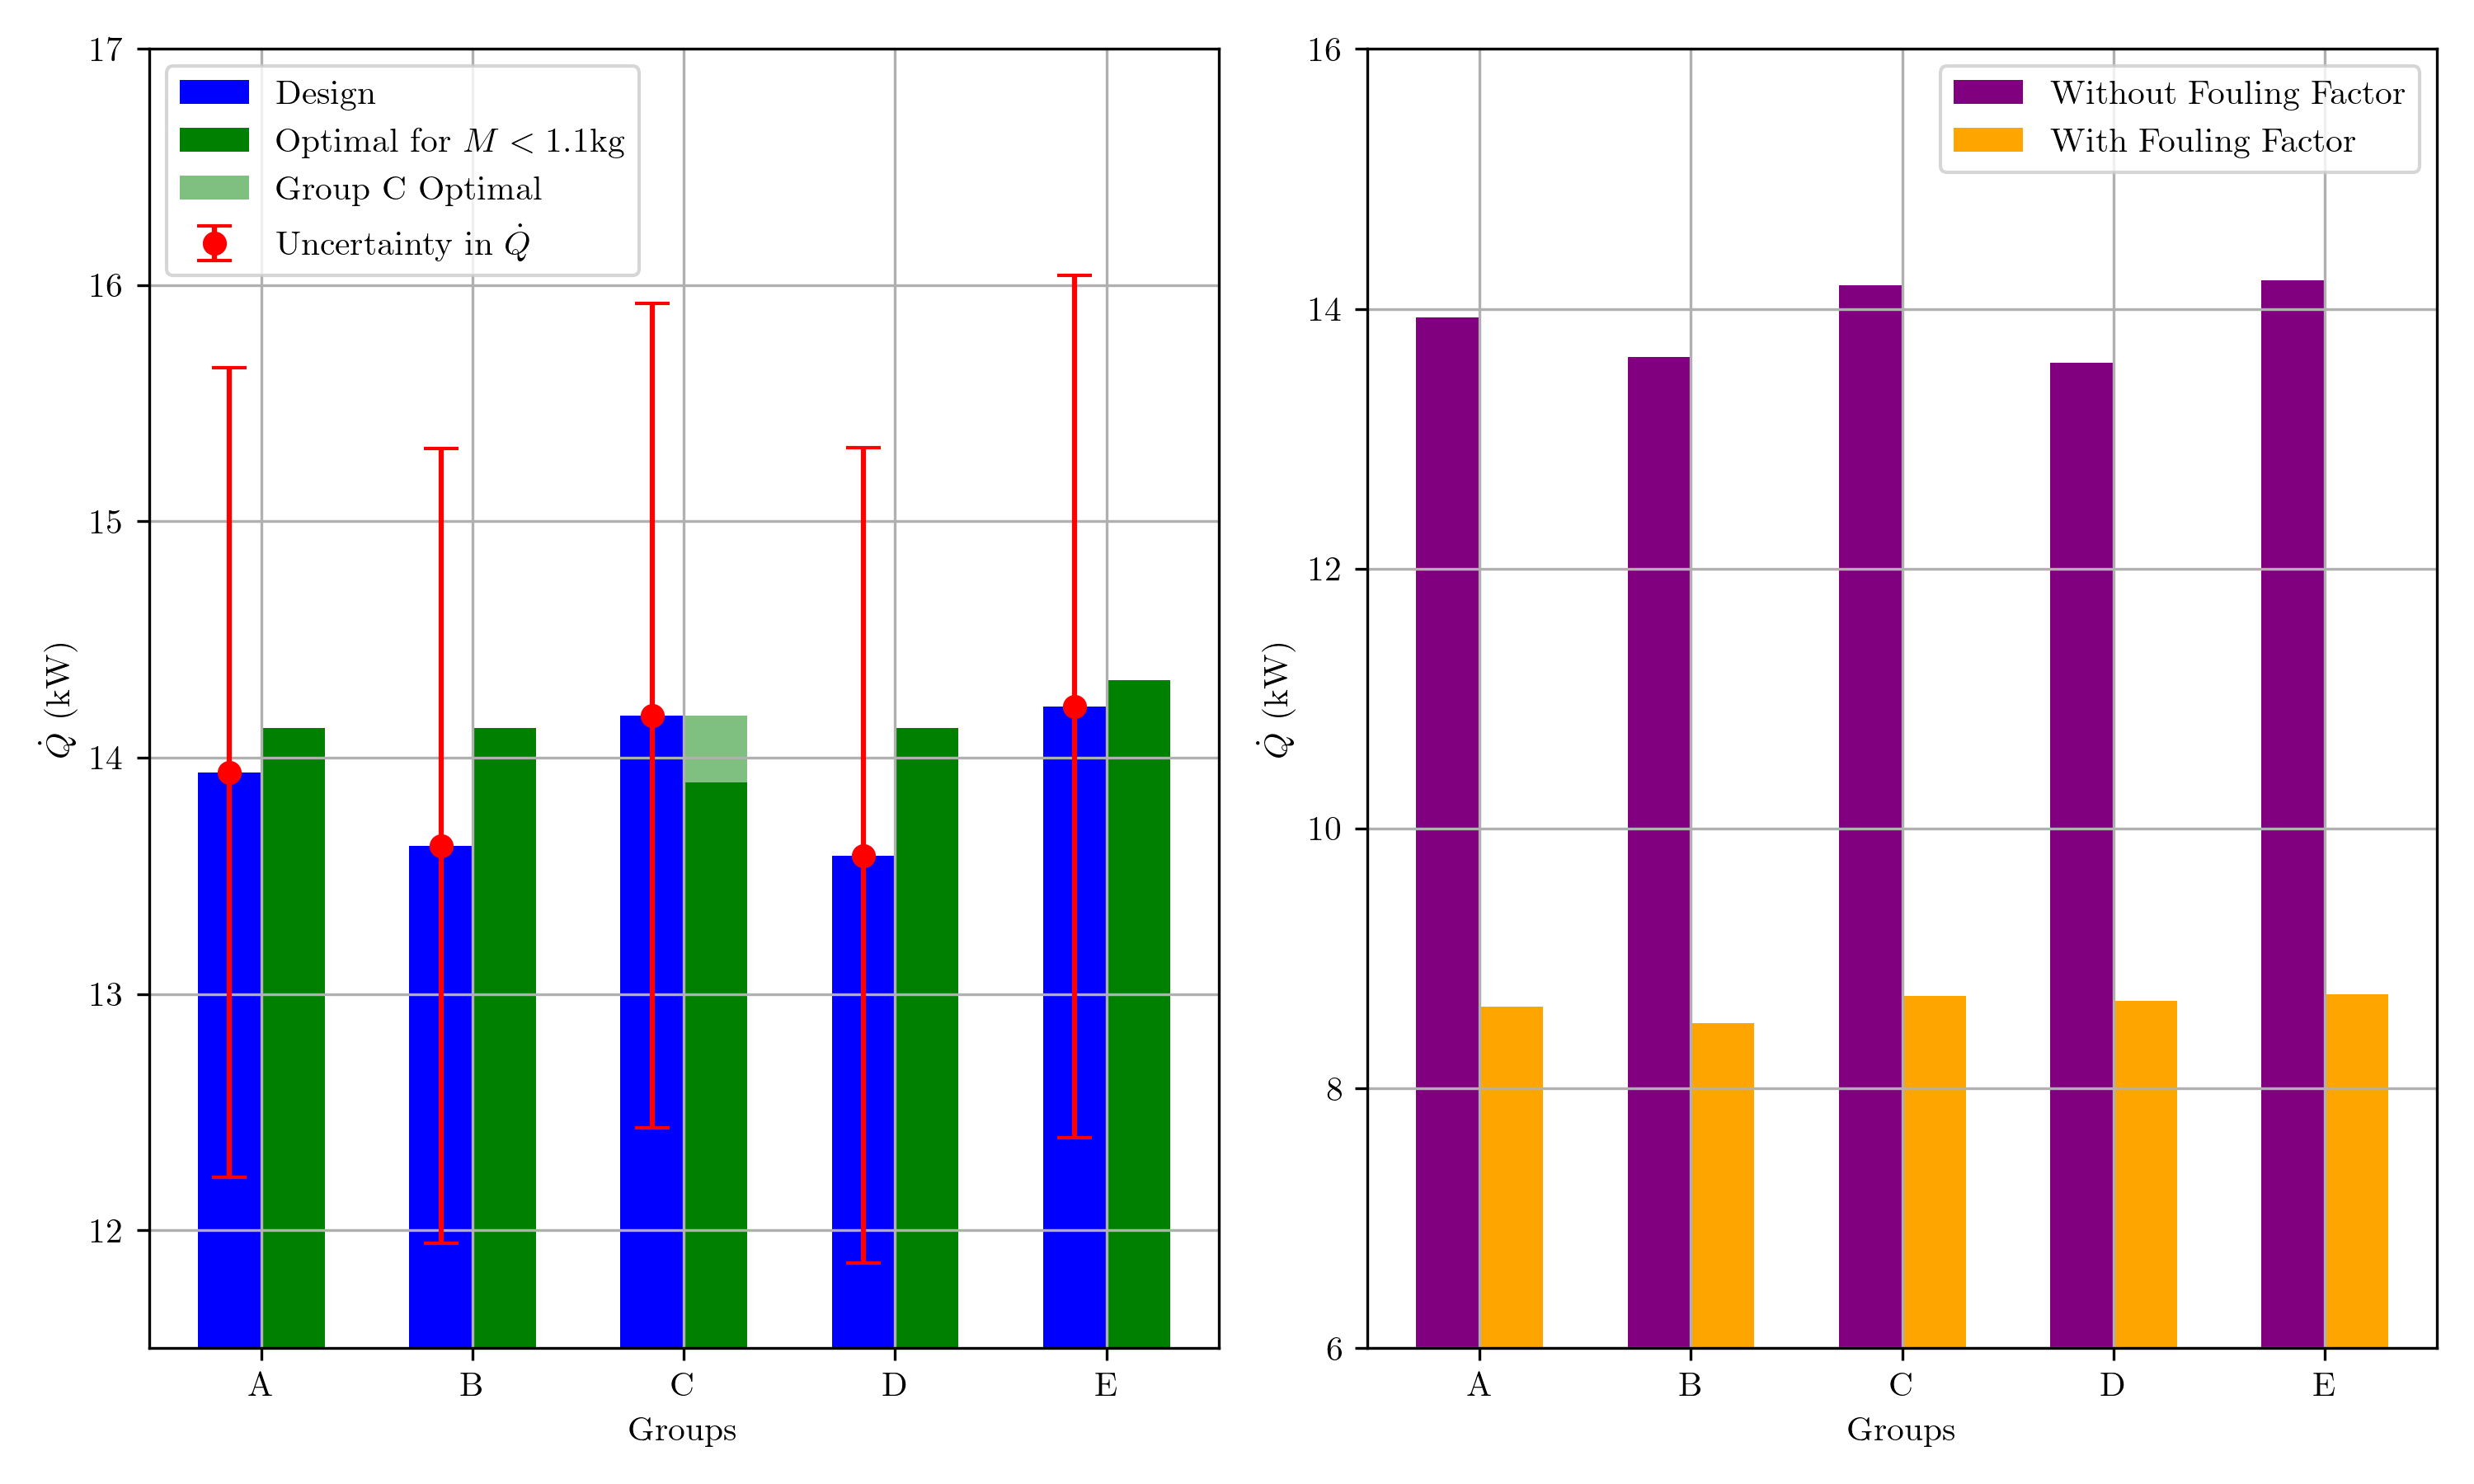 17
16
15
14
13
12
Q̇ (kW)
Design
Optimal for M < 1.1kg
Group C Optimal
Uncertainty in Q̇
A B C D E
Groups
16
14
12
10
8
6
Q̇ (kW)
Without Fouling Factor
With Fouling Factor
A B C D E
Groups